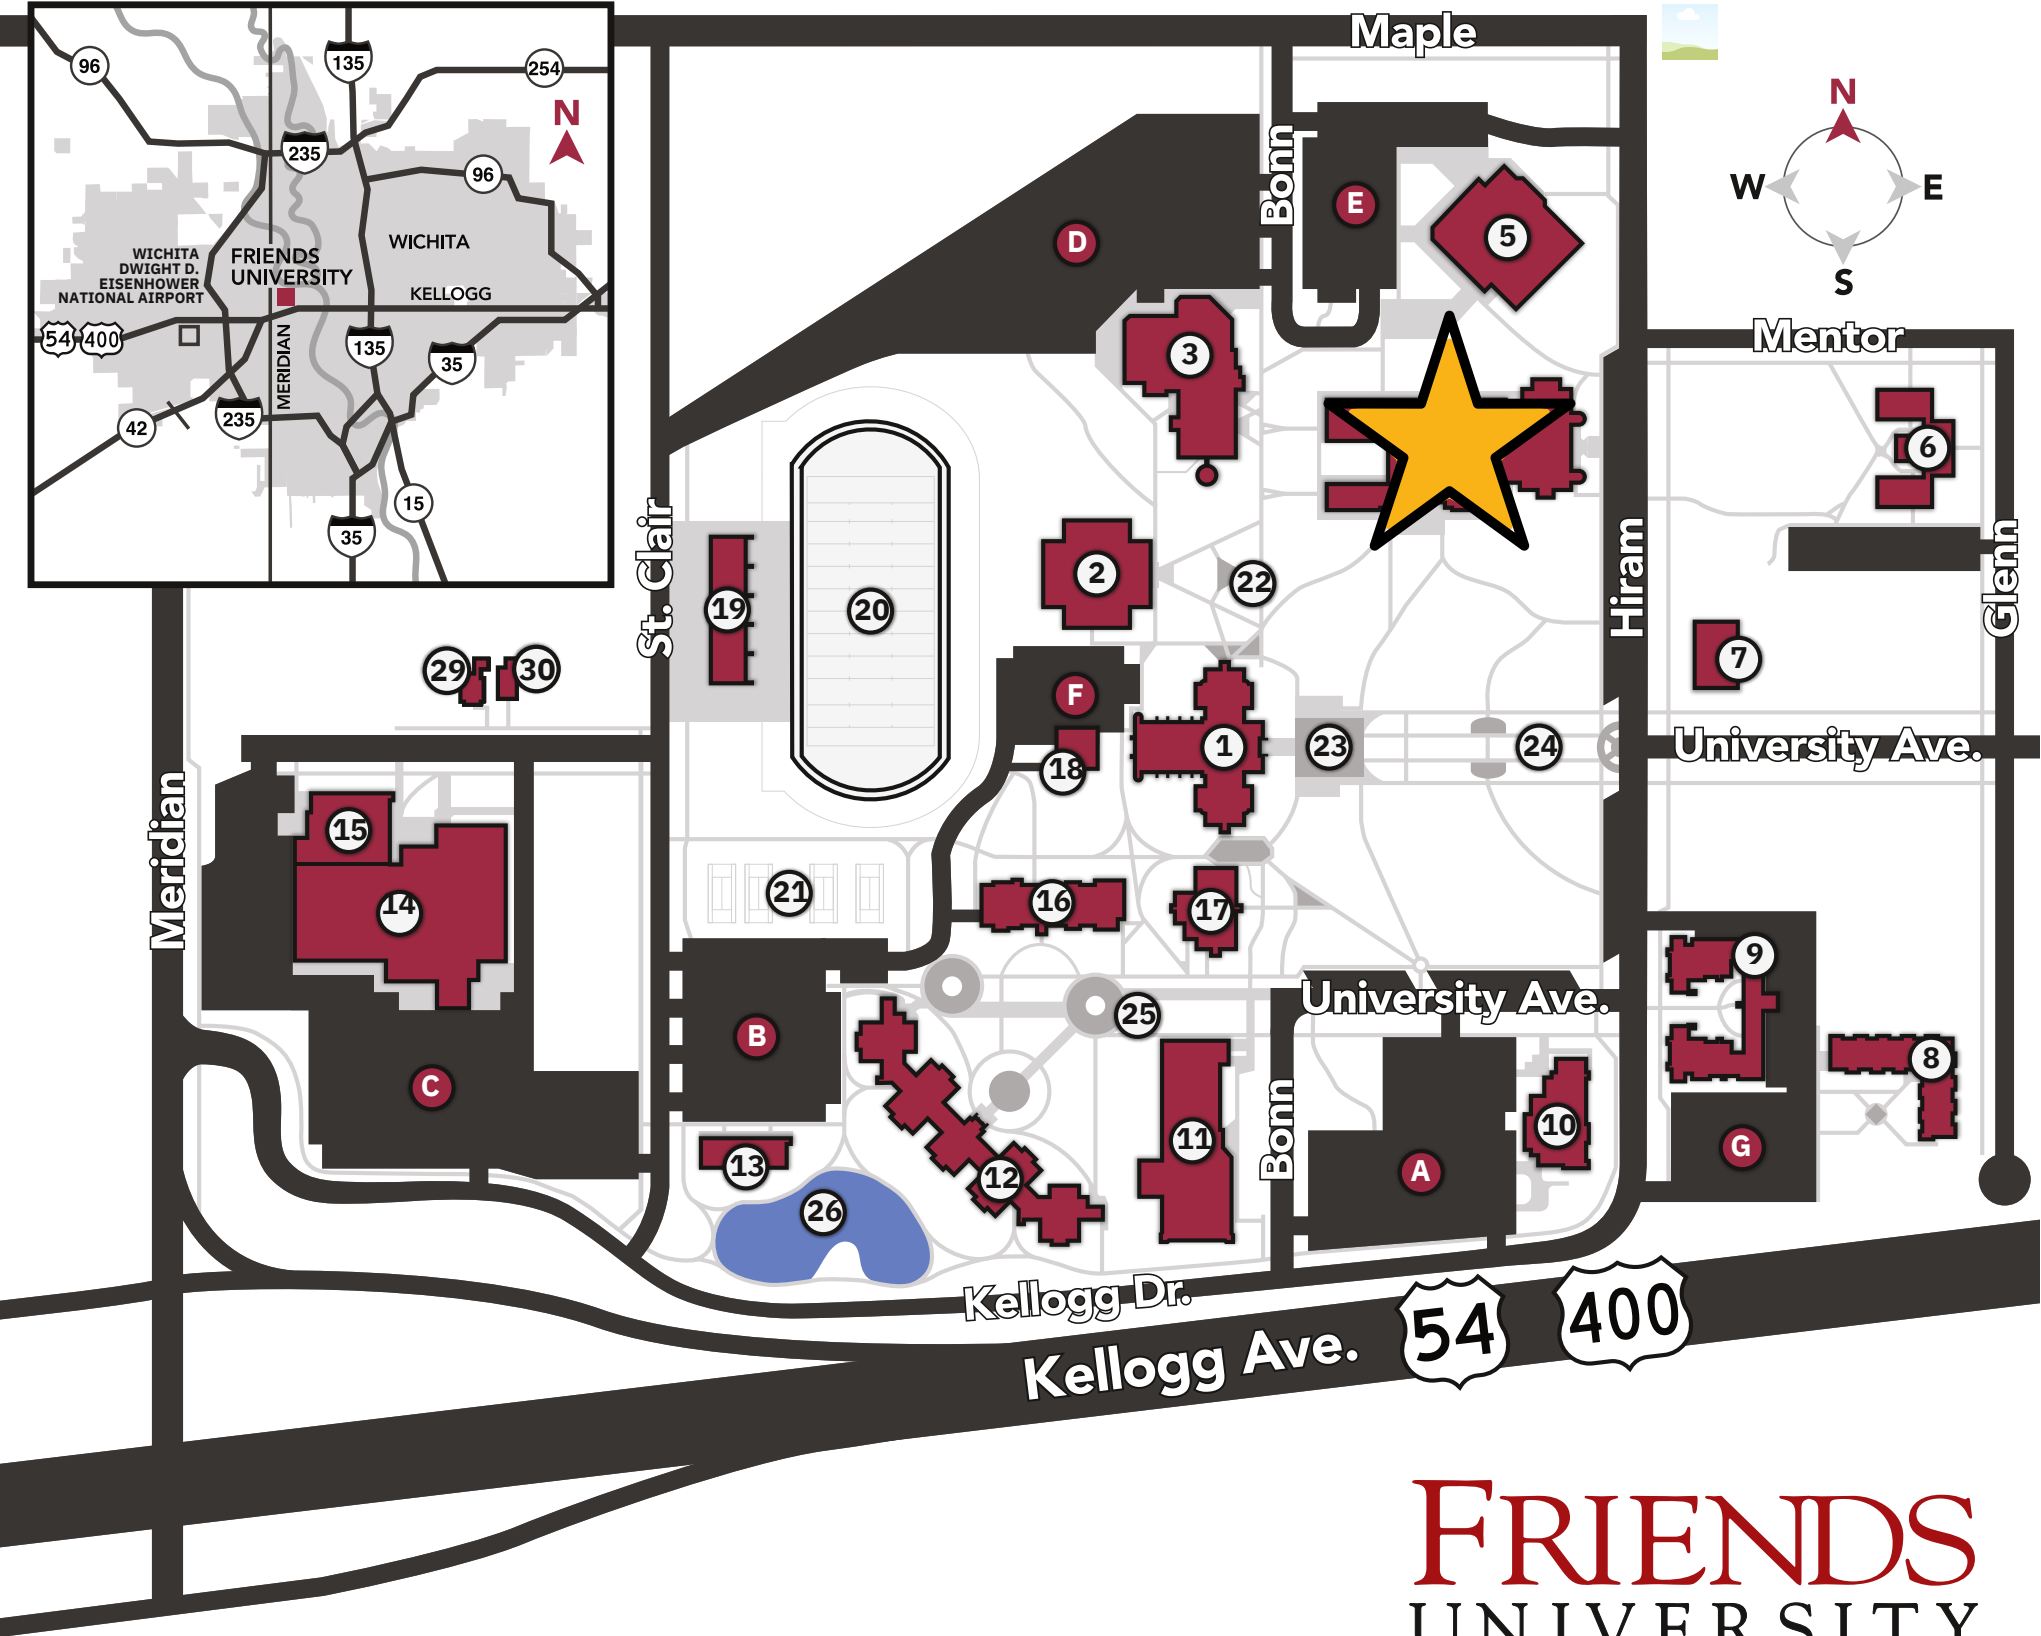 Maple
96
135
254
N
235
96
WICHITA
FRIENDS
UNIVERSITY
WICHITA
DWIGHT D.
EISENHOWER
NATIONAL AIRPORT
KELLOGG
54
400
MERIDIAN
135
35
235
42
15
35
N
W
E
S
Bonn
E
5
D
3
Mentor
6
St. Clair
Hiram
Glenn
19
20
2
22
7
29
30
F
1
18
23
24
University Ave.
Meridian
15
14
21
16
17
9
University Ave.
25
B
8
C
Bonn
13
12
11
10
A
G
26
Kellogg Dr.
Kellogg Ave.
54
400
FRIENDS
UNIVERSITY